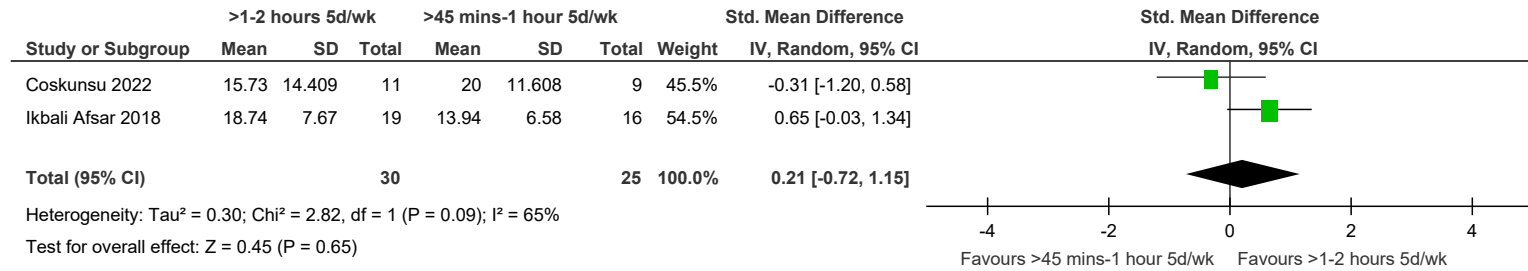 >1-2 hours 5d/wk >45 mins-1 hour 5d/wk Std. Mean Difference Std. Mean Difference
Study or Subgroup Mean SD Total Mean SD Total Weight IV, Random, 95% CI IV, Random, 95% CI
Coskunsu 2022 15.73 14.409 11 20 11.608 9 45.5% -0.31 [-1.20, 0.58]
Ikbali Afsar 2018 18.74 7.67 19 13.94 6.58 16 54.5% 0.65 [-0.03, 1.34]
Total (95% CI) 30 25 100.0% 0.21 [-0.72, 1.15]
Heterogeneity: Tau² = 0.30; Chi² = 2.82, df = 1 (P = 0.09); I² = 65%
Test for overall effect: Z = 0.45 (P = 0.65)
-4 -2 0 2 4
Favours >45 mins-1 hour 5d/wk Favours >1-2 hours 5d/wk